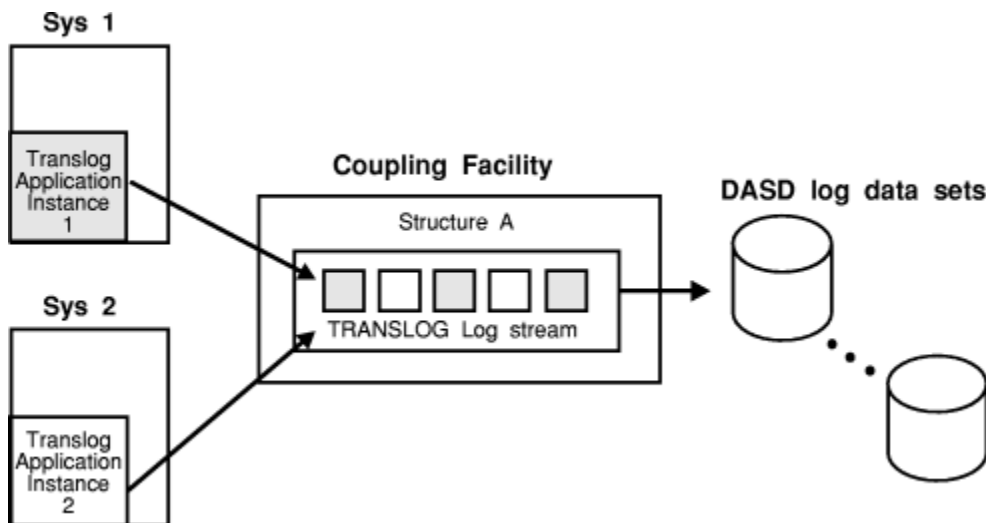 Sys 1
Translog
Application
Instance
1
Coupling Facility
Structure A
TRANSLOG Log stream
DASD log data sets
Sys 2
Translog
Application
Instance
2